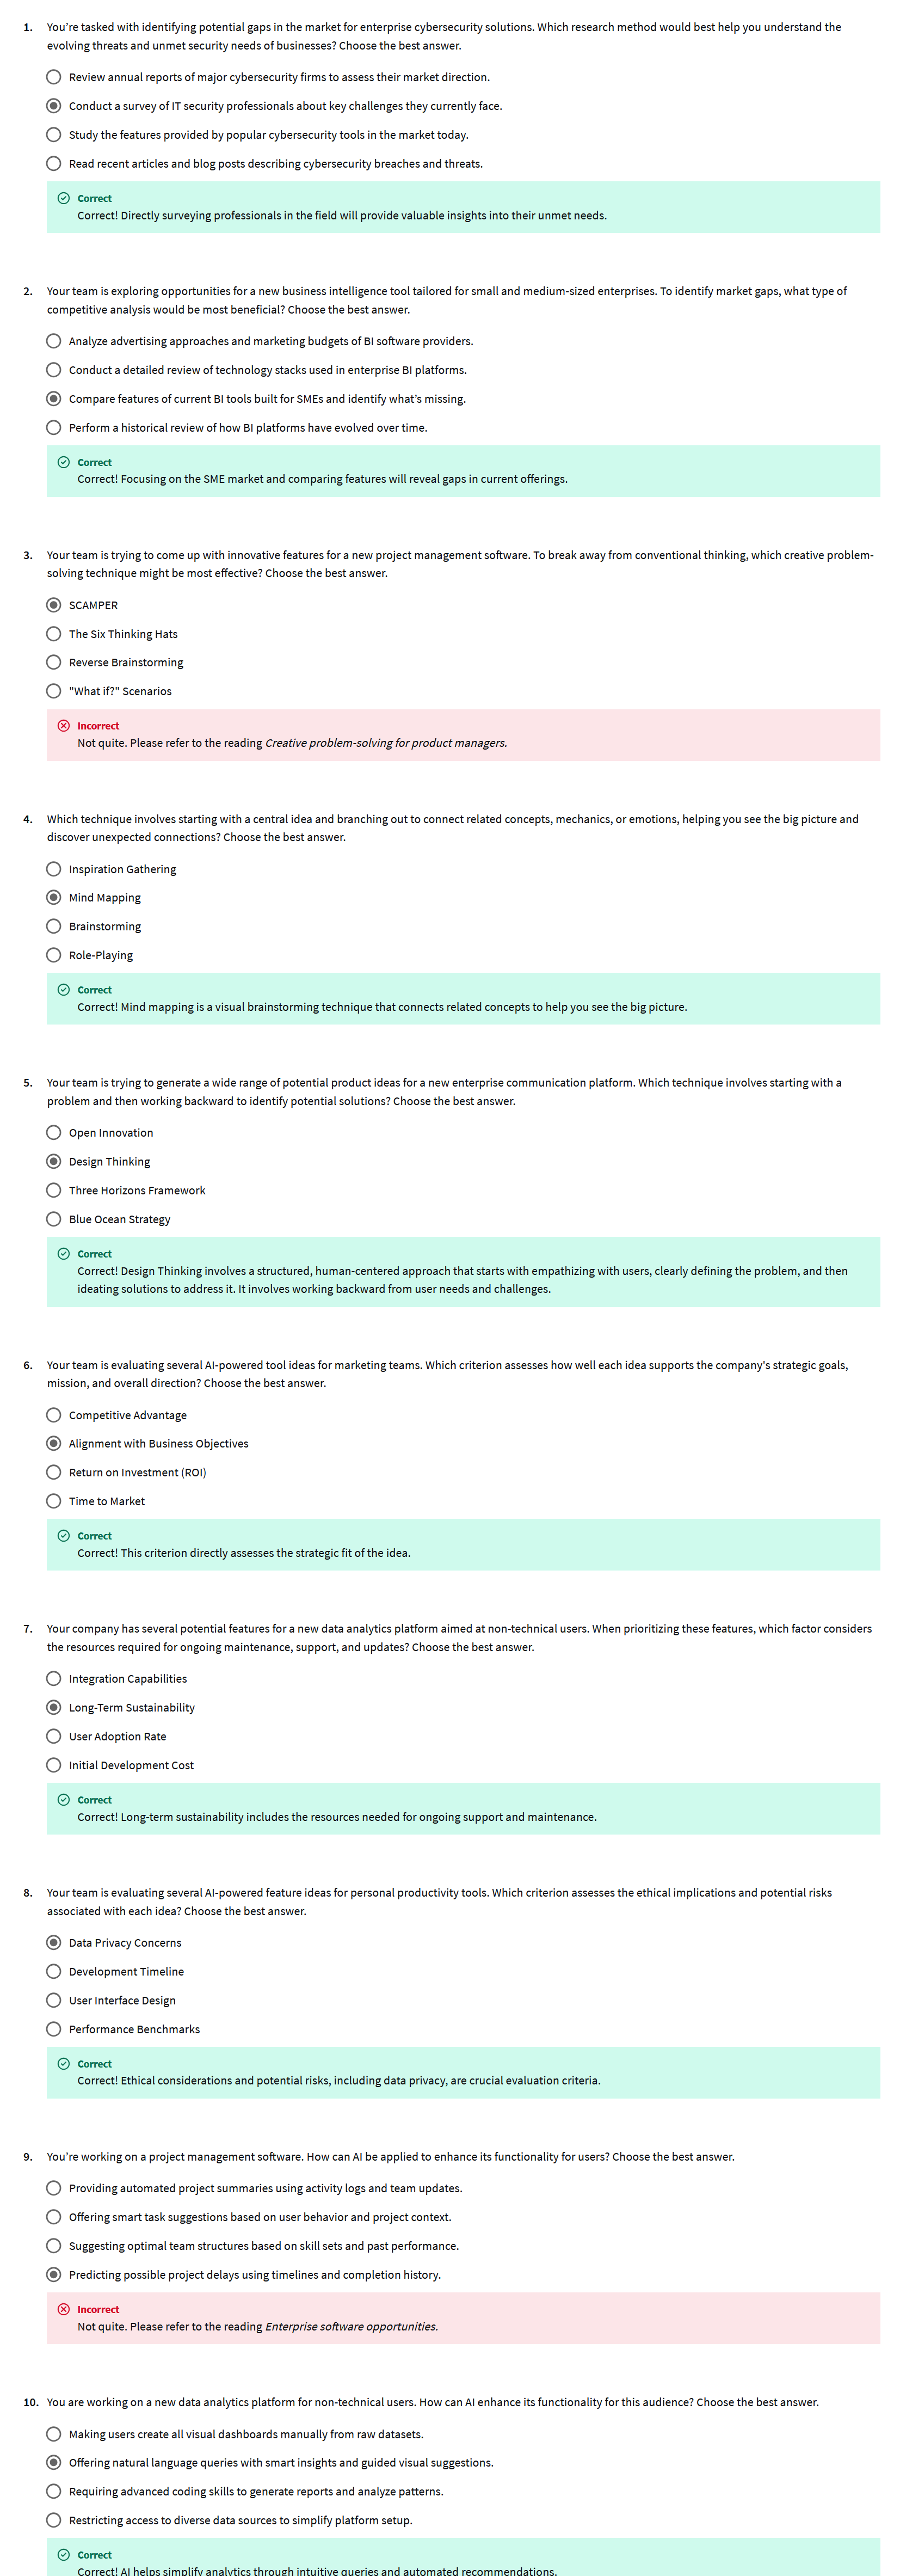 1. You're tasked with identifying potential gaps in the market for enterprise cybersecurity solutions. Which research method would best help you understand the
evolving threats and unmet security needs of businesses? Choose the best answer.
Review annual reports of major cybersecurity firms to assess their market direction.
Conduct a survey of IT security professionals about key challenges they currently face.
Study the features provided by popular cybersecurity tools in the market today.
Read recent articles and blog posts describing cybersecurity breaches and threats.
Correct
Correct! Directly surveying professionals in the field will provide valuable insights into their unmet needs.
2. Your team is exploring opportunities for a new business intelligence tool tailored for small and medium-sized enterprises. To identify market gaps, what type of
competitive analysis would be most beneficial? Choose the best answer.
Analyze advertising approaches and marketing budgets of BI software providers.
Conduct a detailed review of technology stacks used in enterprise BI platforms.
Compare features of current BI tools built for SMEs and identify what's missing.
Perform a historical review of how BI platforms have evolved over time.
Correct
Correct! Focusing on the SME market and comparing features will reveal gaps in current offerings.
3. Your team is trying to come up with innovative features for a new project management software. To break away from conventional thinking, which creative problem-
solving technique might be most effective? Choose the best answer.
SCAMPER
The Six Thinking Hats
Reverse Brainstorming
"What if?" Scenarios
Incorrect
Not quite. Please refer to the reading Creative problem-solving for product managers.
4. Which technique involves starting with a central idea and branching out to connect related concepts, mechanics, or emotions, helping you see the big picture and
discover unexpected connections? Choose the best answer.
Inspiration Gathering
Mind Mapping
Brainstorming
Role-Playing
Correct
Correct! Mind mapping is a visual brainstorming technique that connects related concepts to help you see the big picture.
5. Your team is trying to generate a wide range of potential product ideas for a new enterprise communication platform. Which technique involves starting with a
problem and then working backward to identify potential solutions? Choose the best answer.
Open Innovation
Design Thinking
Three Horizons Framework
Blue Ocean Strategy
Correct
Correct! Design Thinking involves a structured, human-centered approach that starts with empathizing with users, clearly defining the problem, and then
ideating solutions to address it. It involves working backward from user needs and challenges.
6. Your team is evaluating several AI-powered tool ideas for marketing teams. Which criterion assesses how well each idea supports the company's strategic goals,
mission, and overall direction? Choose the best answer.
Competitive Advantage
Alignment with Business Objectives
Return on Investment (ROI)
Time to Market
Correct
Correct! This criterion directly assesses the strategic fit of the idea.
7. Your company has several potential features for a new data analytics platform aimed at non-technical users. When prioritizing these features, which factor considers
the resources required for ongoing maintenance, support, and updates? Choose the best answer.
Integration Capabilities
Long-Term Sustainability
User Adoption Rate
Initial Development Cost
Correct
Correct! Long-term sustainability includes the resources needed for ongoing support and maintenance.
8. Your team is evaluating several AI-powered feature ideas for personal productivity tools. Which criterion assesses the ethical implications and potential risks
associated with each idea? Choose the best answer.
Data Privacy Concerns
Development Timeline
User Interface Design
Performance Benchmarks
Correct
Correct! Ethical considerations and potential risks, including data privacy, are crucial evaluation criteria.
9. You're working on a project management software. How can AI be applied to enhance its functionality for users? Choose the best answer.
Providing automated project summaries using activity logs and team updates.
Offering smart task suggestions based on user behavior and project context.
Suggesting optimal team structures based on skill sets and past performance.
Predicting possible project delays using timelines and completion history.
Incorrect
Not quite. Please refer to the reading Enterprise software opportunities.
10. You are working on a new data analytics platform for non-technical users. How can AI enhance its functionality for this audience? Choose the best answer.
Making users create all visual dashboards manually from raw datasets.
Offering natural language queries with smart insights and guided visual suggestions.
Requiring advanced coding skills to generate reports and analyze patterns.
Restricting access to diverse data sources to simplify platform setup.
Correct
Correct! AI helps simplify analytics through intuitive queries and automated recommendations.